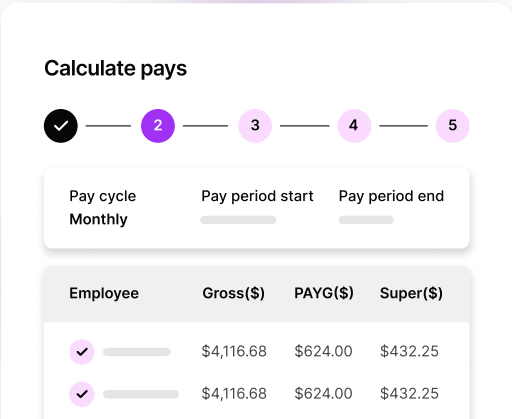 Calculate pays
2 3 4 5
Pay cycle Pay period start Pay period end
Monthly
Employee Gross($) PAYG($) Super($)
$4,116.68 $624.00 $432.25
$4,116.68 $624.00 $432.25